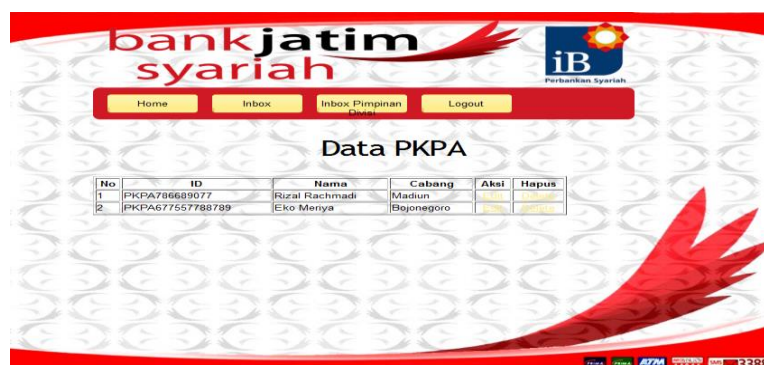 bankjatim
syariah
iB
Perbankan Syariah
Home Inbox Inbox Pimpinan Divisi Logout
Data PKPA
No ID Nama Cabang Aksi Hapus
1 PKPA786689077 Rizal Rachmadi Madiun
2 PKPA677557788789 Eko Meriya Bojonegoro
ATM